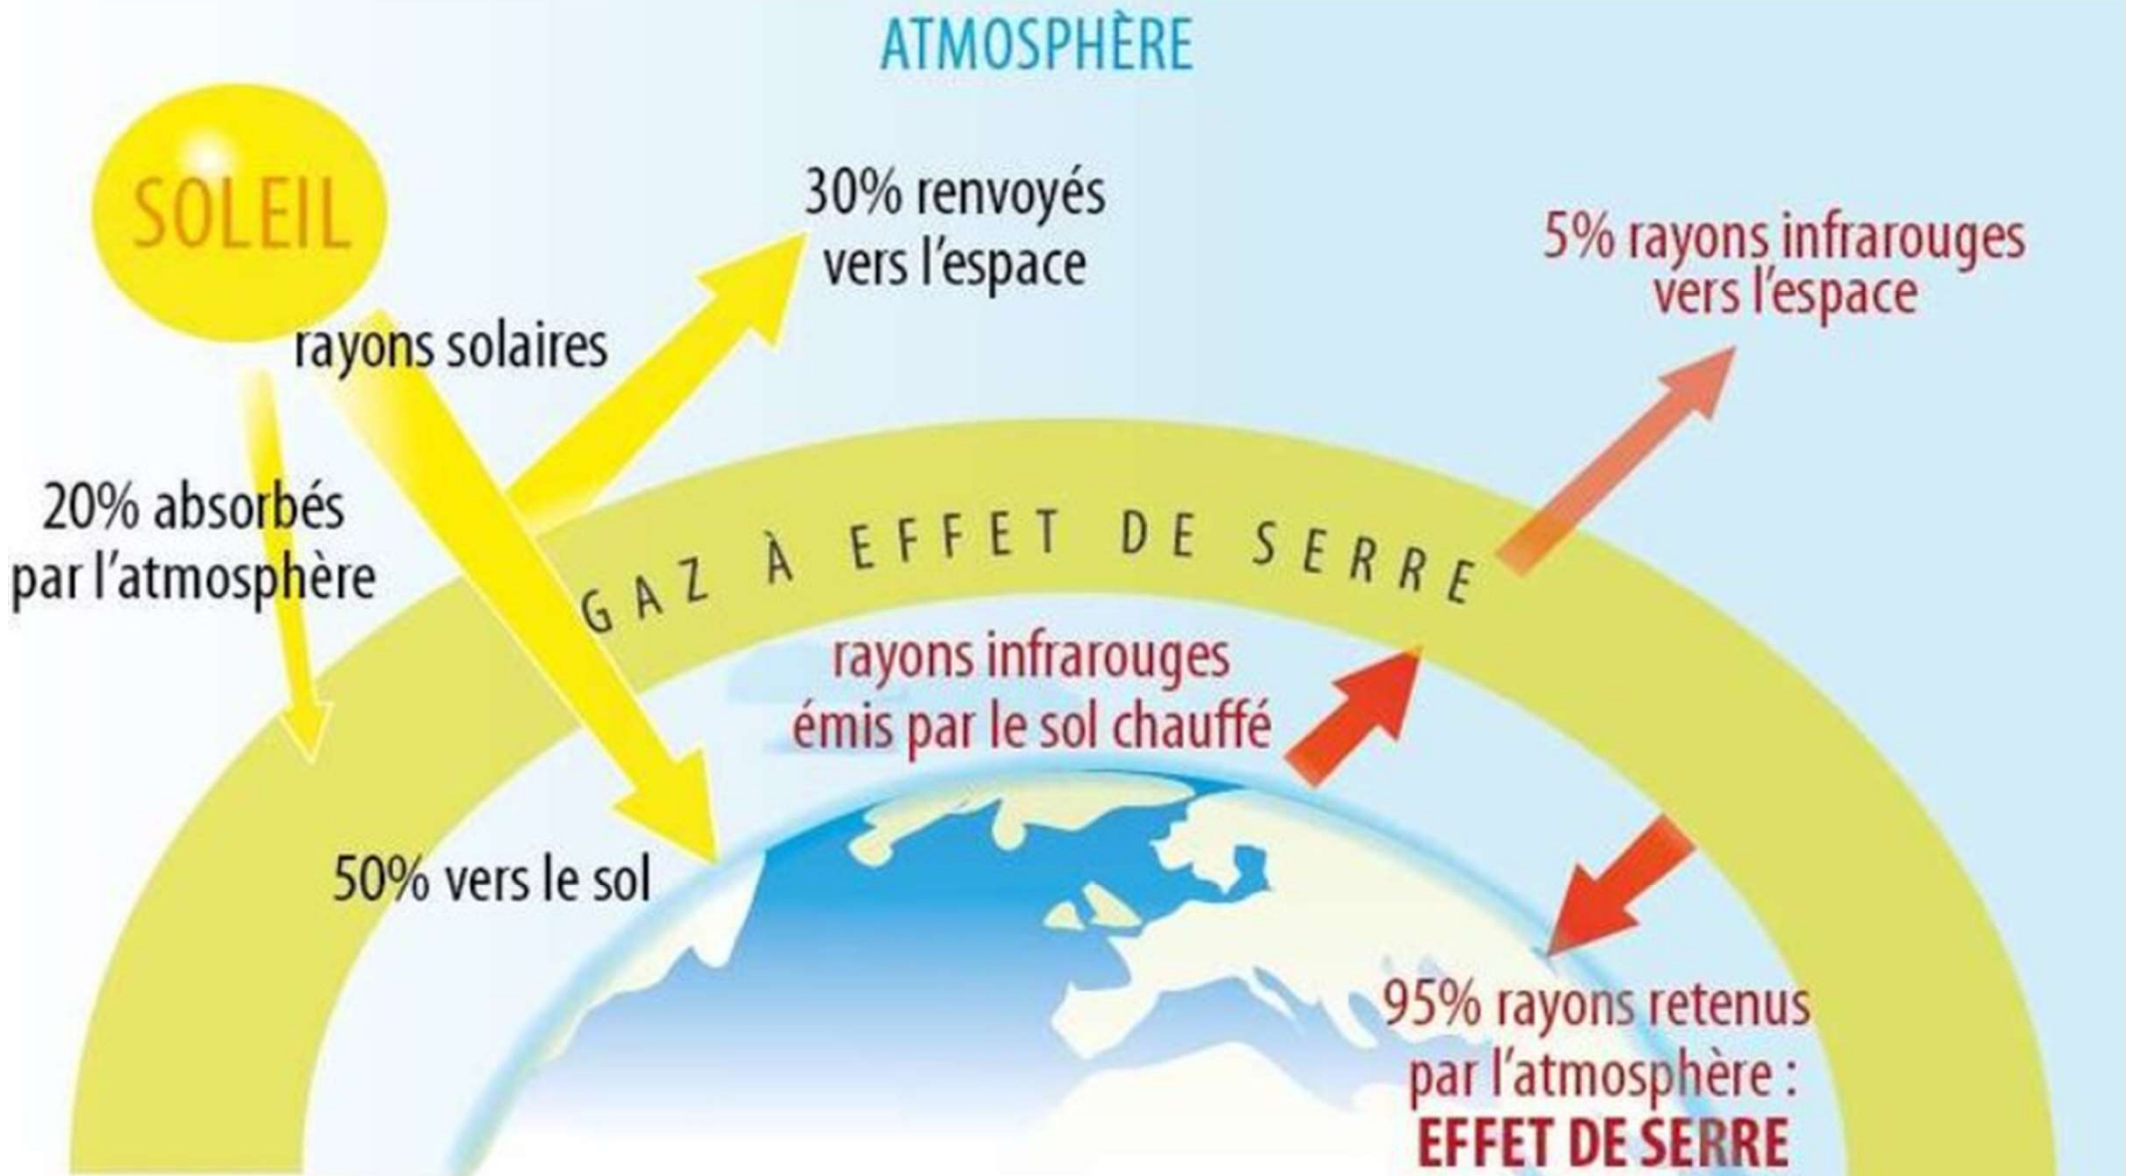 ATMOSPHÈRE
SOLEIL
rayons solaires
30% renvoyés
vers l'espace
5% rayons infrarouges
vers l'espace
20% absorbés
par l'atmosphère
GAZ À EFFET DE SERRE
rayons infrarouges
émis par le sol chauffé
50% vers le sol
95% rayons retenus
par l'atmosphère :
EFFET DE SERRE